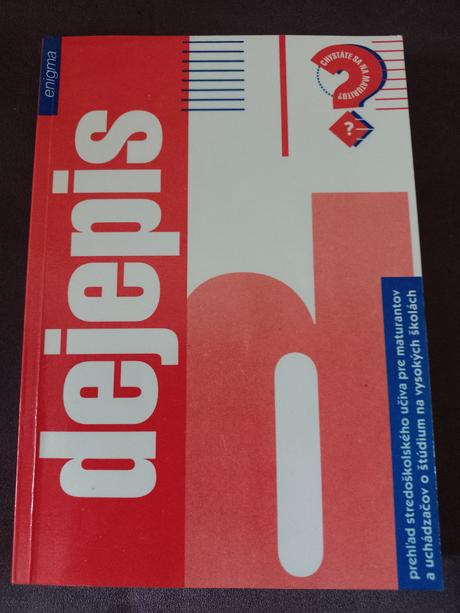 enigma
dejepis
CHYSTÁTE SA NA MATURITU?
?
prehľad stredoškolského učiva pre maturantov
a uchádzačov o štúdium na vysokých školách